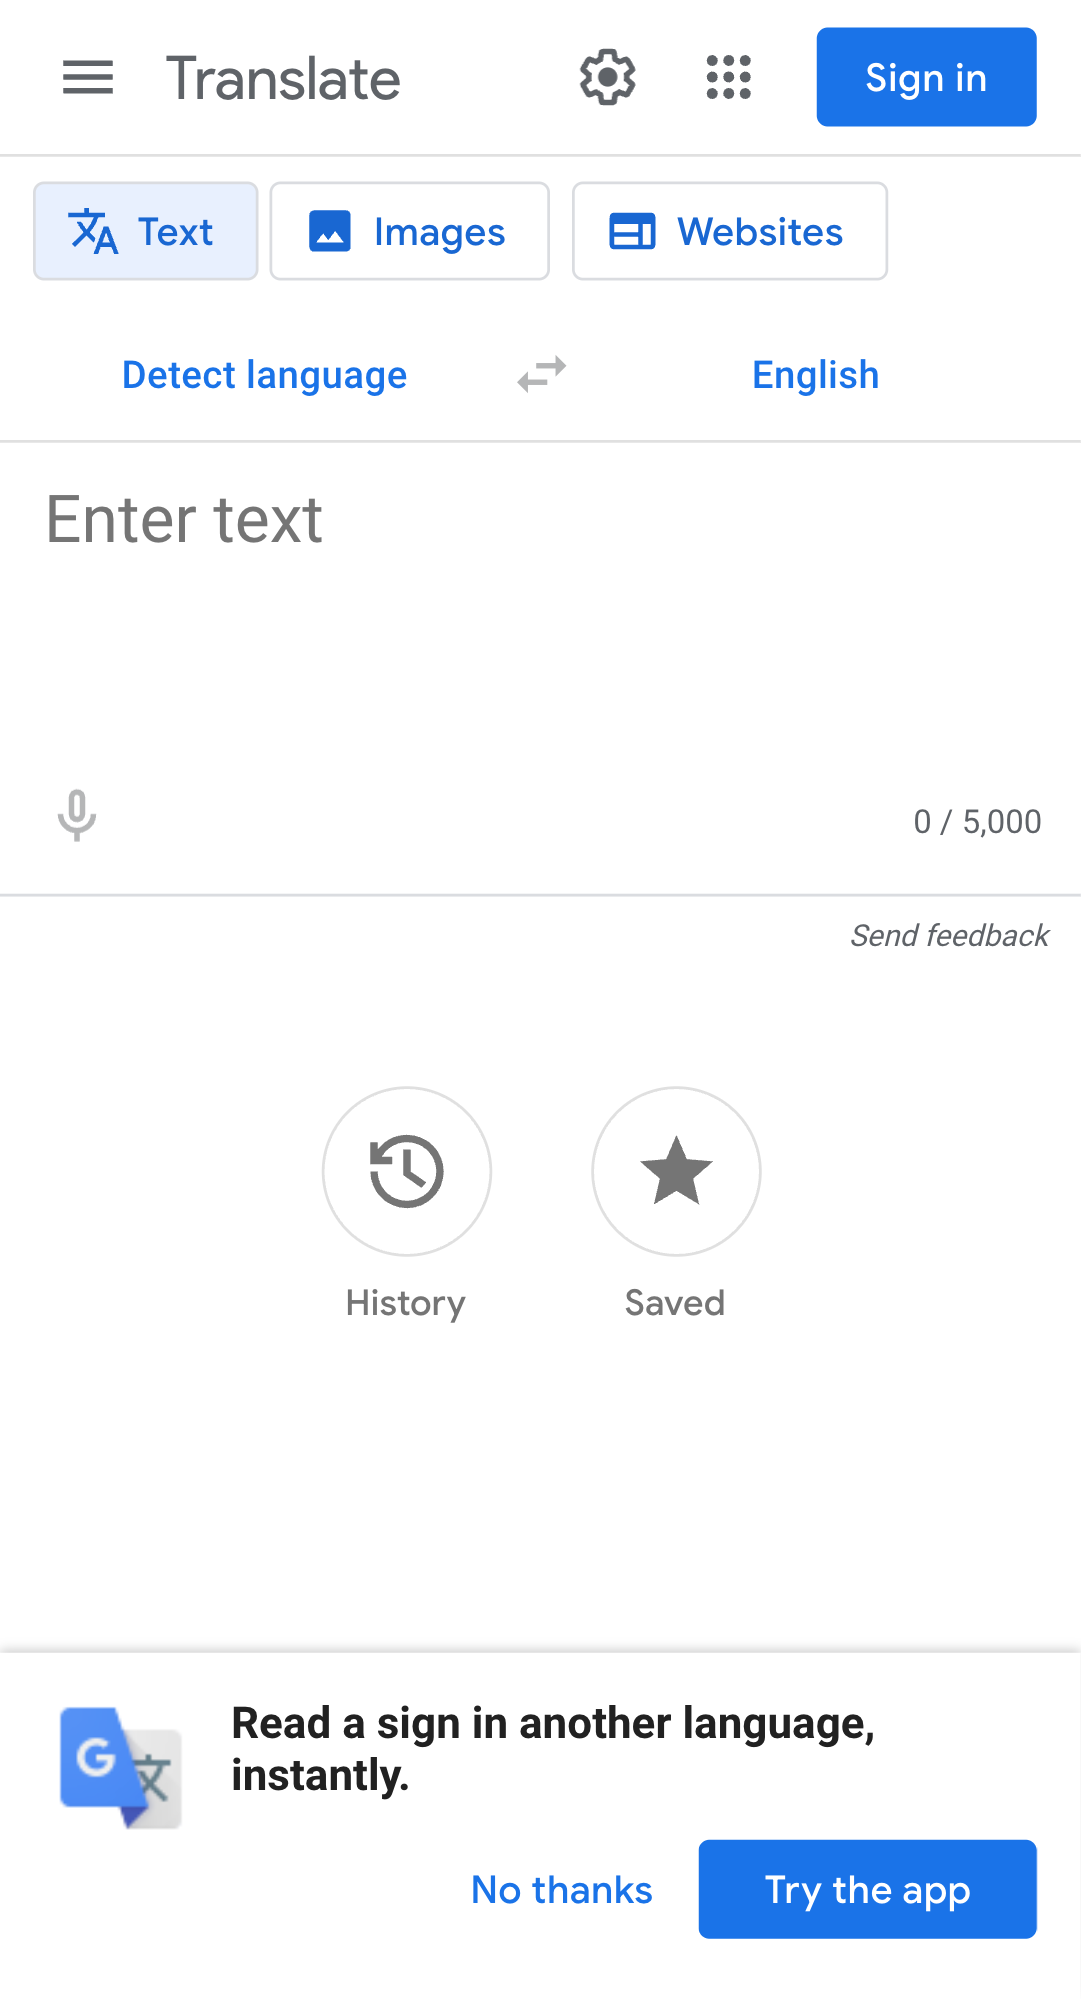 Translate
Sign in
Text
Images
Websites
Detect language
English
Enter text
0 / 5,000
Send feedback
History
Saved
G 文
Read a sign in another language,
instantly.
No thanks
Try the app